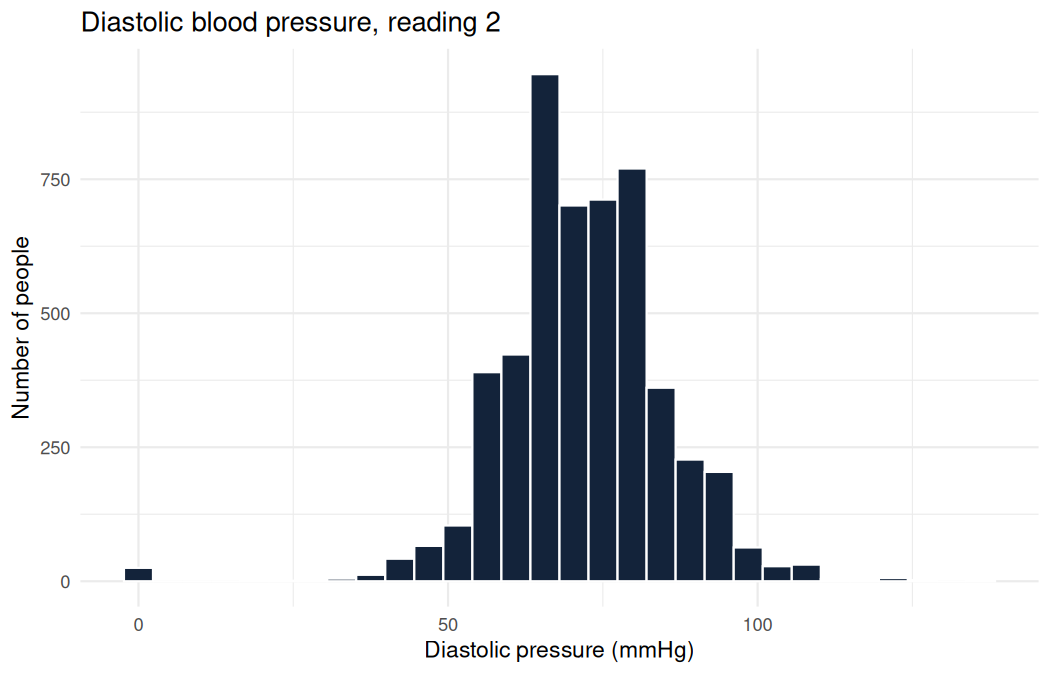 Diastolic blood pressure, reading 2
Number of people
750
500
250
0
0 50 100
Diastolic pressure (mmHg)